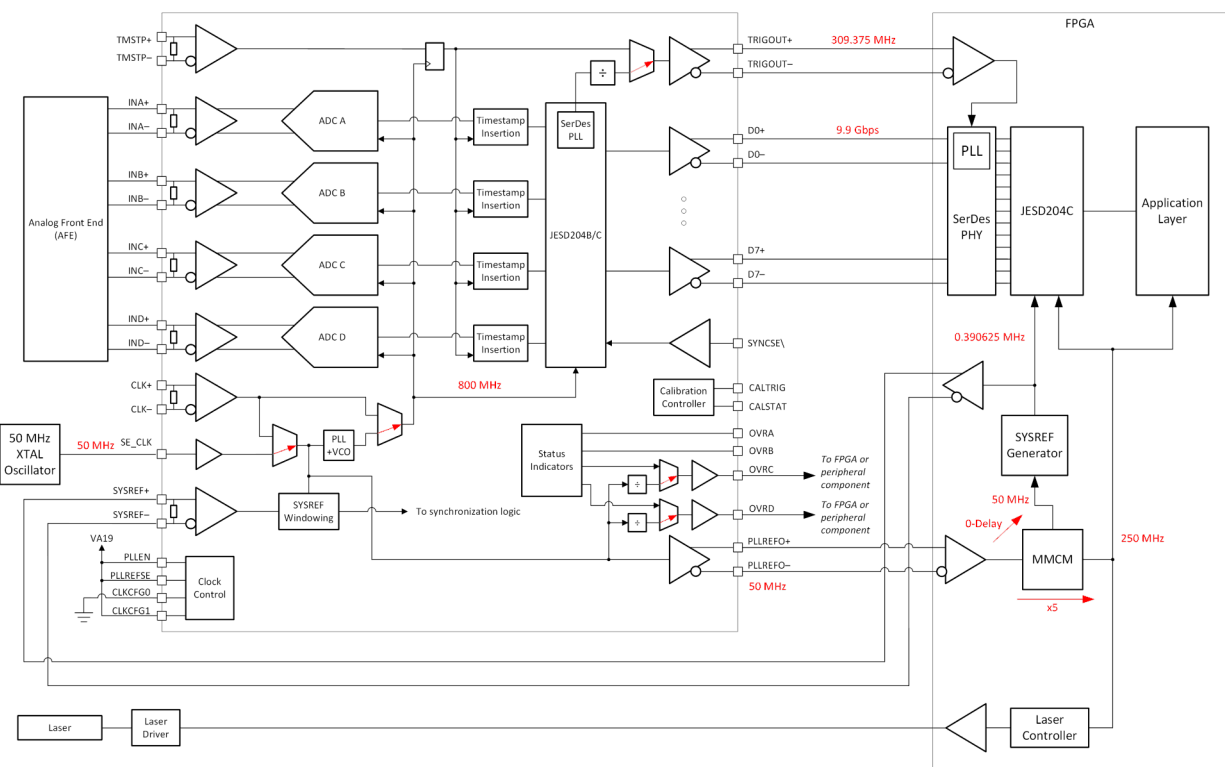 FPGA
TMSTP+
TMSTP–
TRIGOUT+
309.375 MHz
TRIGOUT–
÷
INA+
INA–
ADC A
Timestamp
Insertion
SerDes
PLL
D0+
9.9 Gbps
D0–
PLL
INB+
INB–
ADC B
Timestamp
Insertion
Analog Front End
(AFE)
JESD204B/C
SerDes
PHY
JESD204C
Application
Layer
INC+
INC–
ADC C
Timestamp
Insertion
D7+
D7–
IND+
IND–
ADC D
Timestamp
Insertion
SYNCSE\
0.390625 MHz
CLK+
CLK–
800 MHz
Calibration
Controller
CALTRIG
CALSTAT
50 MHz
XTAL
Oscillator
50 MHz
SE_CLK
PLL
+VCO
Status
Indicators
OVRA
OVRB
OVRC
OVRD
÷
÷
To FPGA or
peripheral
component
To FPGA or
peripheral
component
SYSREF
Generator
SYSREF+
SYSREF–
SYSREF
Windowing
To synchronization logic
50 MHz
0-Delay
250 MHz
VA19
PLLEN
PLLREFSE
CLKCFG0
CLKCFG1
Clock
Control
PLLREFO+
PLLREFO–
50 MHz
MMCM
x5
Laser
Laser
Driver
Laser
Controller